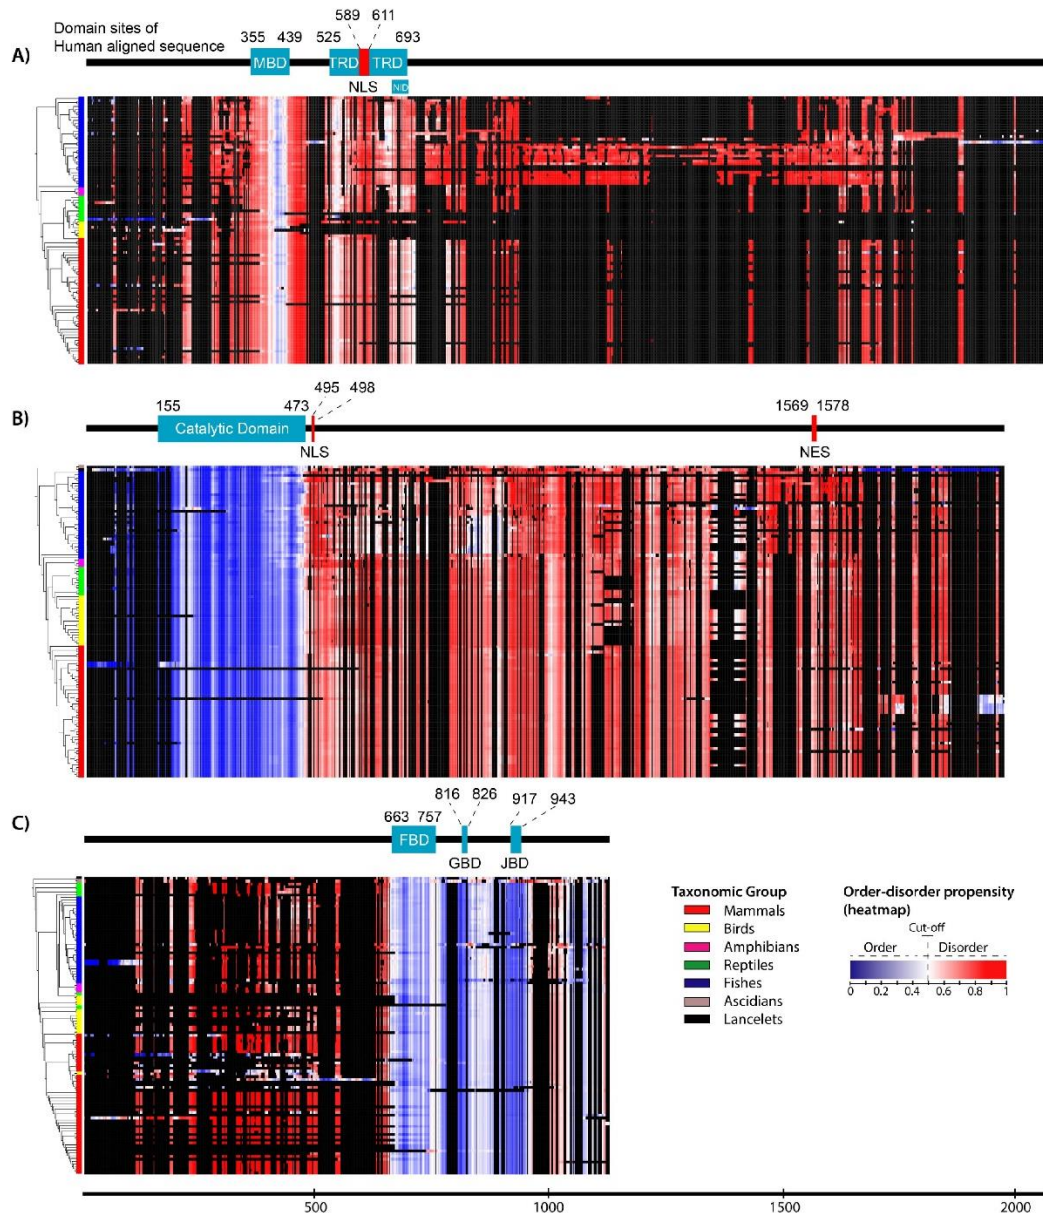 Domain sites of
Human aligned sequence
589 611
355 439 525 693
A)
MBD TRD TRD
NLS NID
495
498
155 473 1569 1578
B)
Catalytic Domain
NLS NES
816 826 917 943
C)
663 757
FBD
GBD JBD
Taxonomic Group
Mammals
Birds
Amphibians
Reptiles
Fishes
Ascidians
Lancelets
Order-disorder propensity
(heatmap)
Cut-off
Order Disorder
0 0.2 0.4 0.6 0.8 1
500 1000 1500 2000